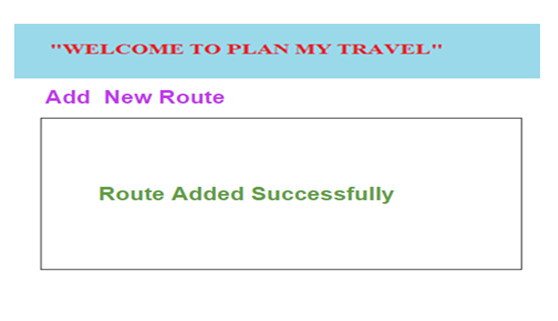 "WELCOME TO PLAN MY TRAVEL"
Add  New Route
Route Added Successfully